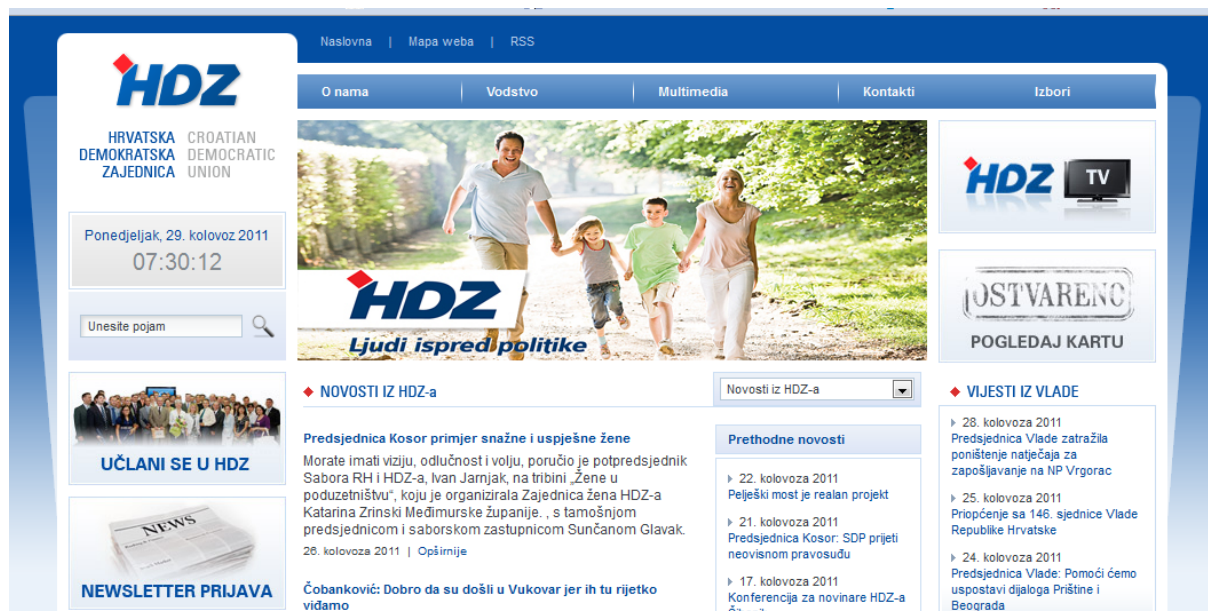 Naslovna | Mapa weba | RSS
HDZ
HRVATSKA CROATIAN
DEMOKRATSKA DEMOCRATIC
ZAJEDNICA UNION
O nama
Vodstvo
Multimedia
Kontakti
Izbori
Ponedjeljak, 29. kolovoz 2011
07:30:12
Unesite pojam
UČLANI SE U HDZ
NEWS
NEWSLETTER PRIJAVA
HDZ
Ljudi ispred politike
NOVOSTI IZ HDZ-a
Predsjednica Kosor primjer snažne i uspješne žene
Morate imati viziju, odlučnost i volju, poručio je potpredsjednik
Sabora RH i HDZ-a, Ivan Jarnjak, na tribini „Žene u
poduzetništvu“, koju je organizirala Zajednica žena HDZ-a
Katarina Zrinski Međimurske županije. , s tamošnjom
predsjednicom i saborskom zastupnicom Sunčanom Glavak.
26. kolovoza 2011 | Opširnije
Čobanković: Dobro da su došli u Vukovar jer ih tu rijetko
viđamo
Novosti iz HDZ-a
Prethodne novosti
22. kolovoza 2011
Pelješki most je realan projekt
21. kolovoza 2011
Predsjednica Kosor: SDP prijeti
neovisnom pravosuđu
17. kolovoza 2011
Konferencija za novinare HDZ-a
HDZ TV
OSTVARENO
POGLEDAJ KARTU
VIJESTI IZ VLADE
28. kolovoza 2011
Predsjednica Vlade zatražila
poništenje natječaja za
zapošljavanje na NP Vrgorac
25. kolovoza 2011
Priopćenje sa 146. sjednice Vlade
Republike Hrvatske
24. kolovoza 2011
Predsjednica Vlade: Pomoći ćemo
uspostavi dijaloga Prištine i
Beograda